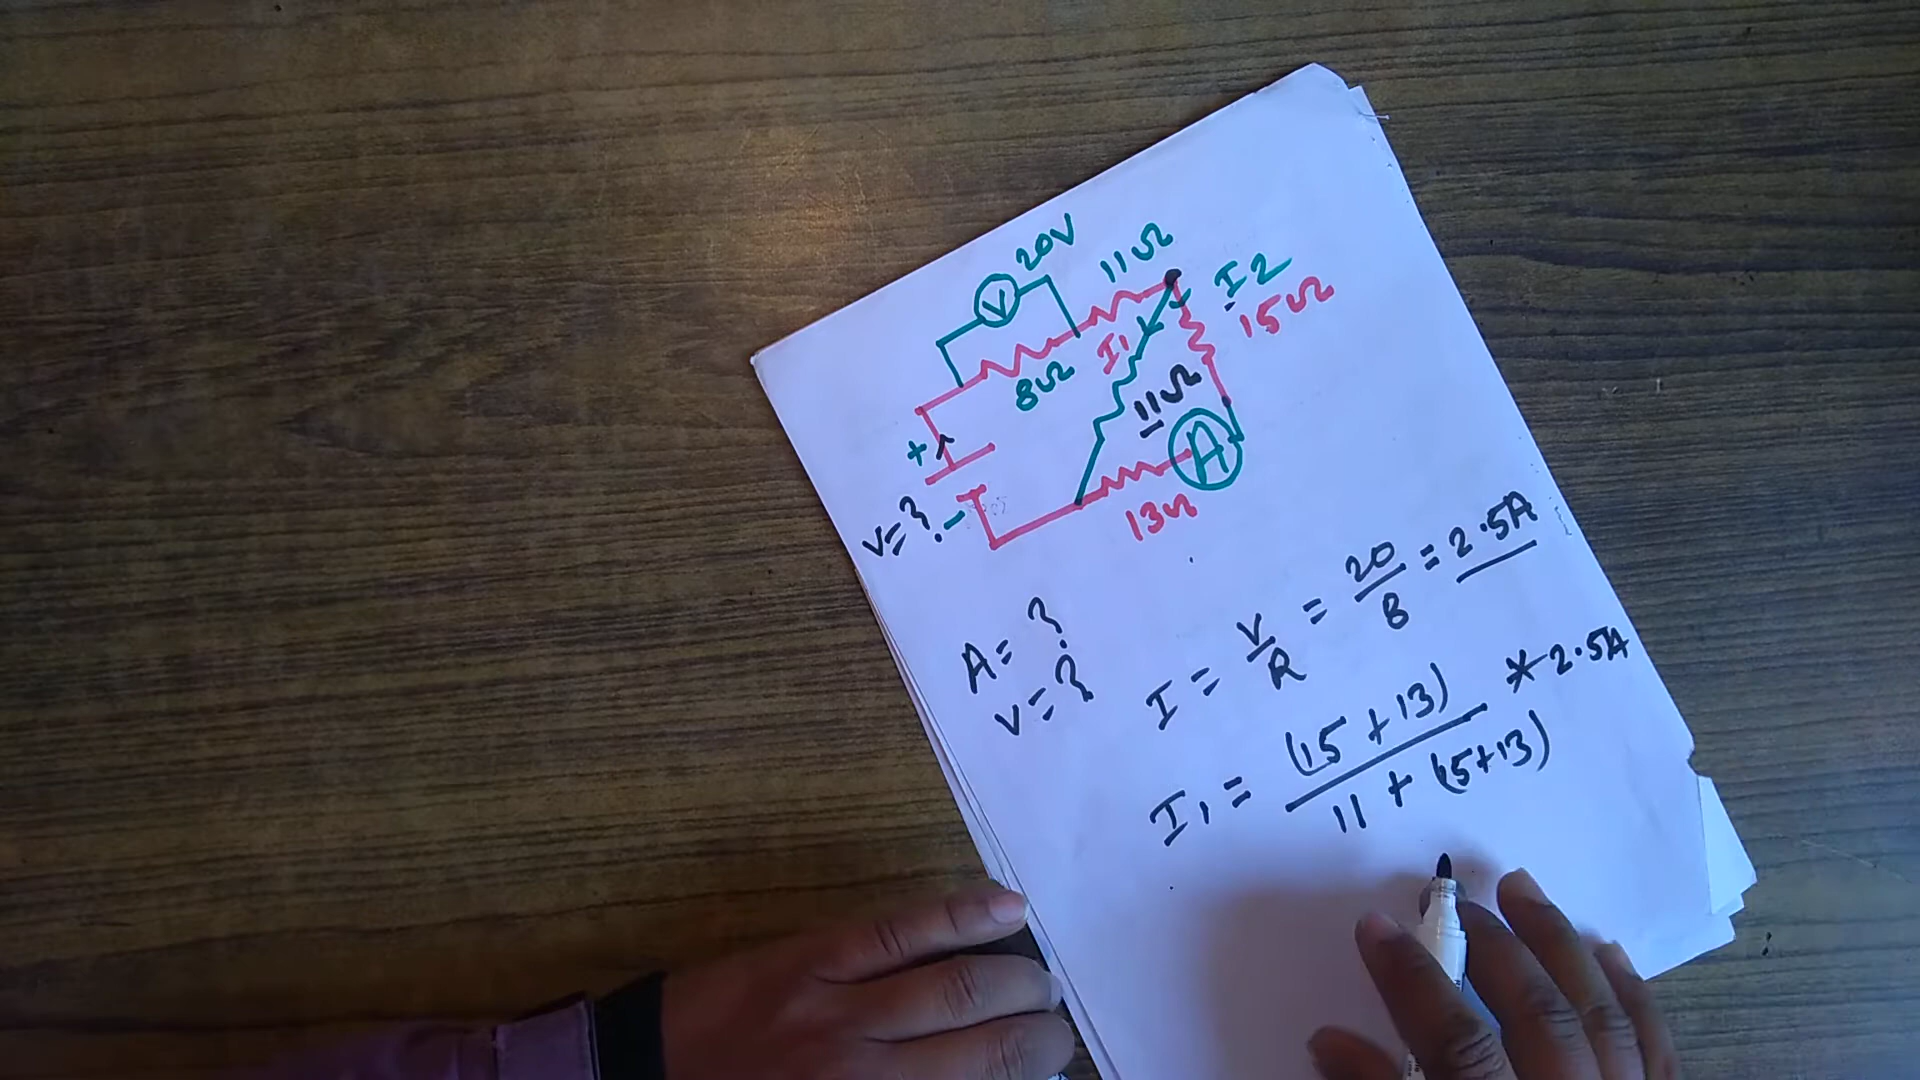 20V
V
11Ω
I2
15Ω
I1
8Ω
11Ω
+
A
13Ω
V=?
-
A=?
V=?
I = V/R = 20/8 = 2.5A
I1 = (15+13)/11+(15+13) * 2.5A